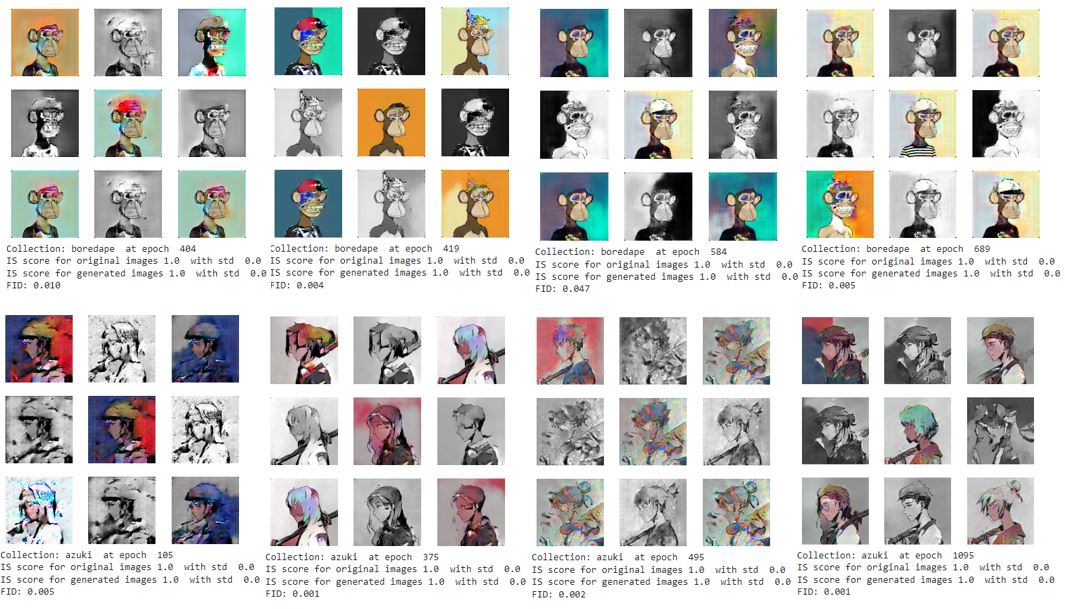 Collection: boredape at epoch 404
IS score for original images 1.0 with std 0.0
IS score for generated images 1.0 with std 0.0
FID: 0.010
Collection: boredape at epoch 419
IS score for original images 1.0 with std 0.0
IS score for generated images 1.0 with std 0.0
FID: 0.004
Collection: boredape at epoch 584
IS score for original images 1.0 with std 0.0
IS score for generated images 1.0 with std 0.0
FID: 0.047
Collection: boredape at epoch 689
IS score for original images 1.0 with std 0.0
IS score for generated images 1.0 with std 0.0
FID: 0.005
Collection: azuki at epoch 105
IS score for original images 1.0 with std 0.0
IS score for generated images 1.0 with std 0.0
FID: 0.005
Collection: azuki at epoch 375
IS score for original images 1.0 with std 0.0
IS score for generated images 1.0 with std 0.0
FID: 0.001
Collection: azuki at epoch 495
IS score for original images 1.0 with std 0.0
IS score for generated images 1.0 with std 0.0
FID: 0.002
Collection: azuki at epoch 1095
IS score for original images 1.0 with std 0.0
IS score for generated images 1.0 with std 0.0
FID: 0.001